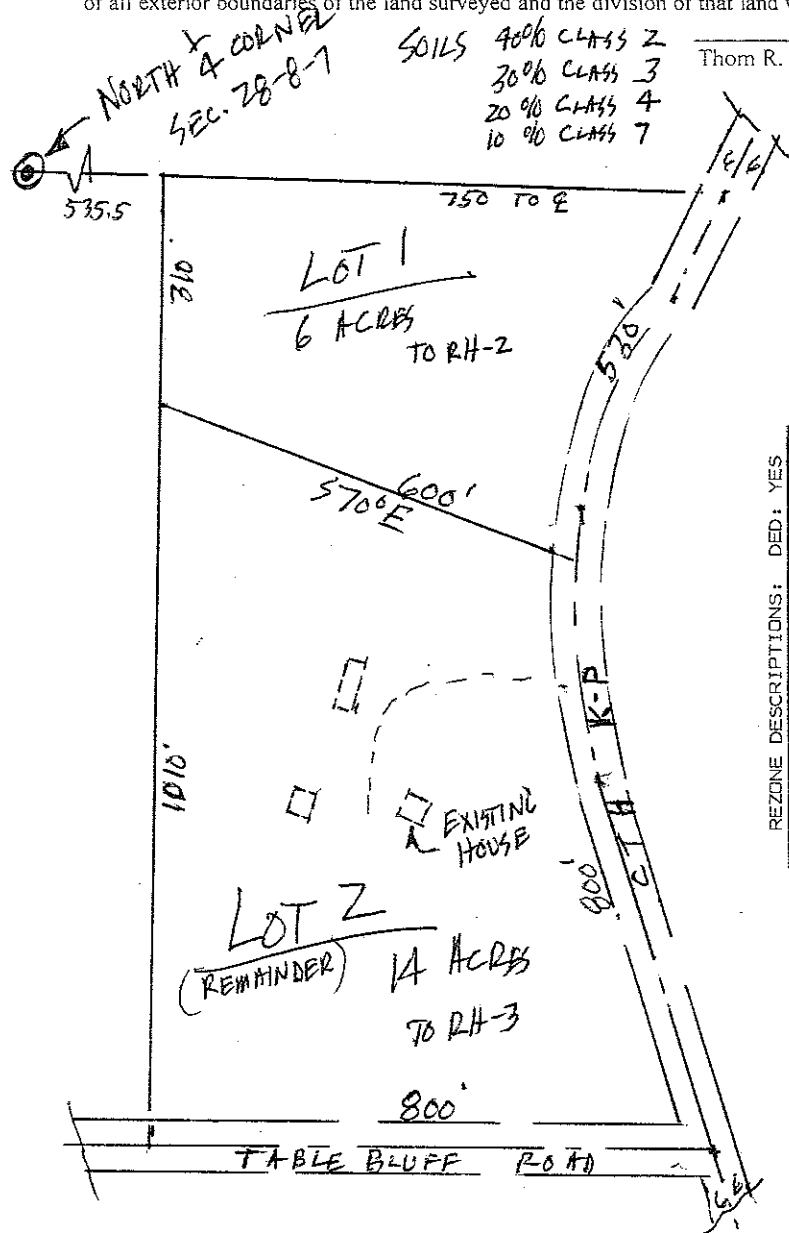 of all exterior boundaries of the land surveyed and the division of that land
Thom R.
NORTH 1/4 CORNER
SEC. 28-8-7
SOILS 40% CLASS 2
30% CLASS 3
20% CLASS 4
10% CLASS 7
535.5
750 TO ℄
310'
LOT 1
6 ACRES
TO RH-2
530'
600'
S70°E
REZONE DESCRIPTIONS: DED: YES
K-P
CTH
1010'
EXISTING
HOUSE
800'
LOT 2
(REMAINDER)
14 ACRES
TO RH-3
800'
TABLE BLUFF ROAD